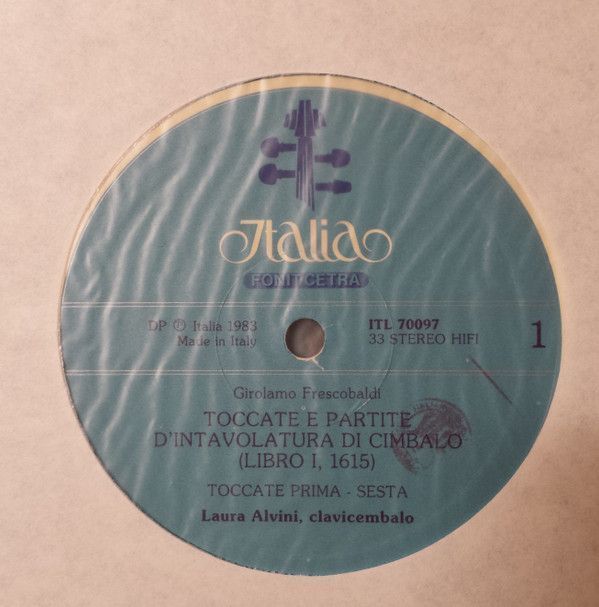 Italia
FONIT CETRA
DP Ⓟ Italia 1983
Made in Italy
ITL 70097
33 STEREO HIFI
1
Girolamo Frescobaldi
TOCCATE E PARTITE
D'INTAVOLATURA DI CIMBALO
(LIBRO I, 1615)
TOCCATE PRIMA - SESTA
Laura Alvini, clavicembalo